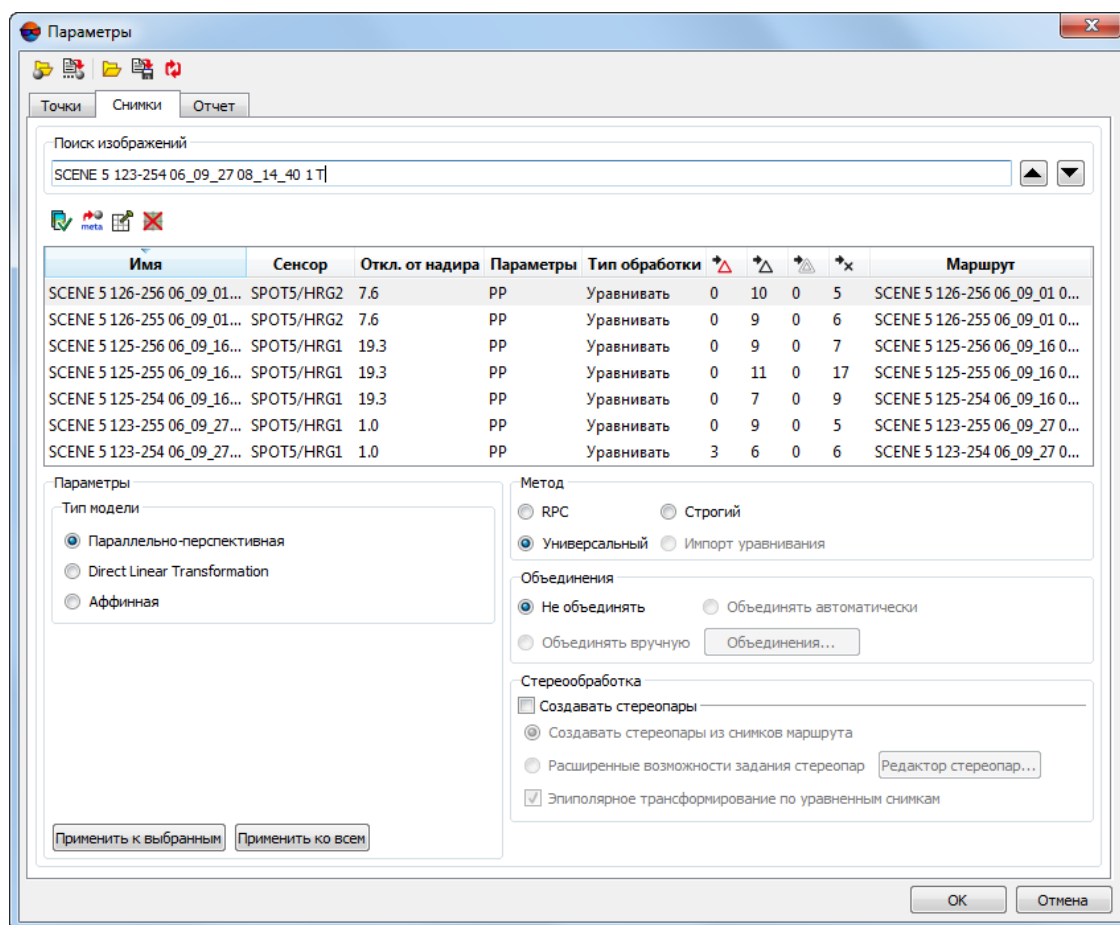 Параметры
Точки Снимки Отчет
Поиск изображений
SCENE 5 123-254 06_09_27 08_14_40 1 T
meta
Имя Сенсор Откл. от надира Параметры Тип обработки Маршрут
SCENE 5 126-256 06_09_01... SPOT5/HRG2 7.6 PP Уравнивать 0 10 0 5 SCENE 5 126-256 06_09_01 0...
SCENE 5 126-255 06_09_01... SPOT5/HRG2 7.6 PP Уравнивать 0 9 0 6 SCENE 5 126-255 06_09_01 0...
SCENE 5 125-256 06_09_16... SPOT5/HRG1 19.3 PP Уравнивать 0 9 0 7 SCENE 5 125-256 06_09_16 0...
SCENE 5 125-255 06_09_16... SPOT5/HRG1 19.3 PP Уравнивать 0 11 0 17 SCENE 5 125-255 06_09_16 0...
SCENE 5 125-254 06_09_16... SPOT5/HRG1 19.3 PP Уравнивать 0 7 0 9 SCENE 5 125-254 06_09_16 0...
SCENE 5 123-255 06_09_27... SPOT5/HRG1 1.0 PP Уравнивать 0 9 0 5 SCENE 5 123-255 06_09_27 0...
SCENE 5 123-254 06_09_27... SPOT5/HRG1 1.0 PP Уравнивать 3 6 0 6 SCENE 5 123-254 06_09_27 0...
Параметры
Тип модели
Параллельно-перспективная
Direct Linear Transformation
Аффинная
Применить к выбранным Применить ко всем
Метод
RPC Строгий
Универсальный Импорт уравнивания
Объединения
Не объединять Объединять автоматически
Объединять вручную Объединения...
Стереообработка
Создавать стереопары
Создавать стереопары из снимков маршрута
Расширенные возможности задания стереопар Редактор стереопар...
Эпиполярное трансформирование по уравненным снимкам
OK Отмена